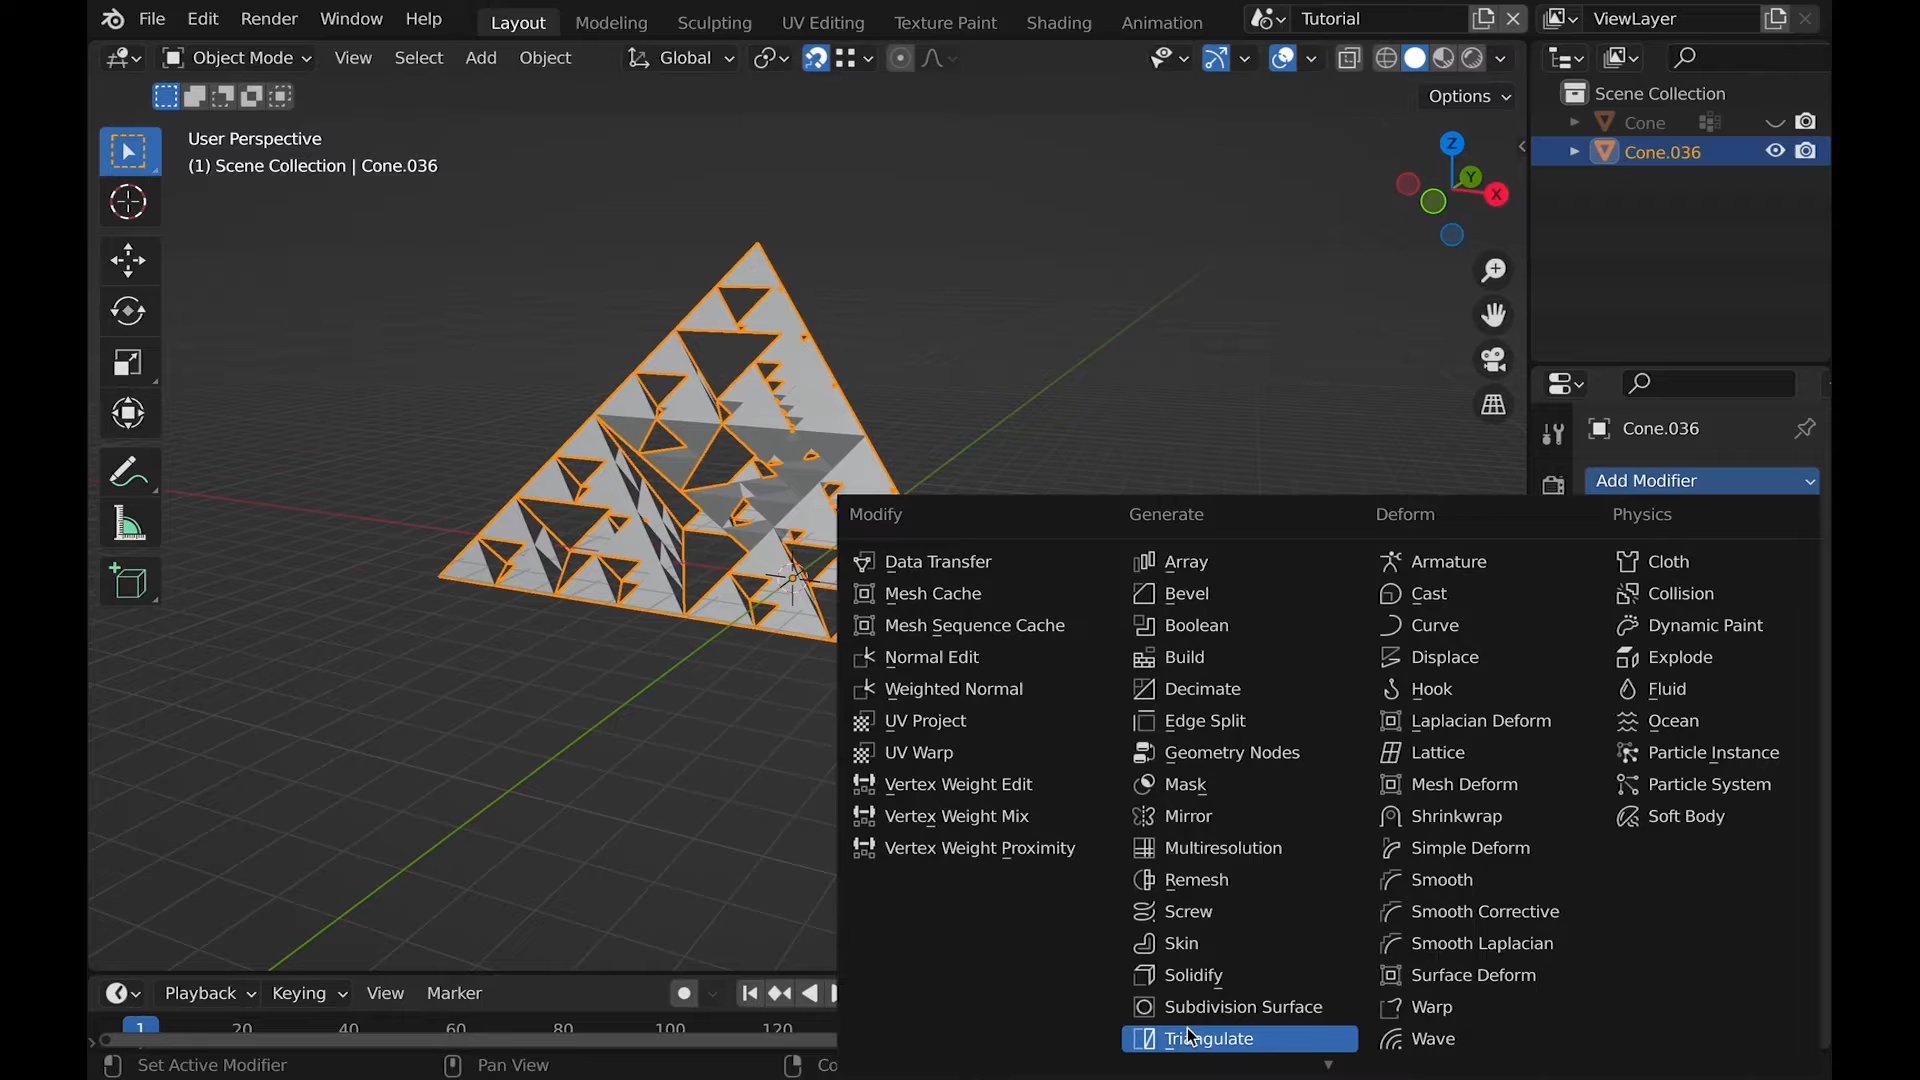 File Edit Render Window Help Layout Modeling Sculpting UV Editing Texture Paint Shading Animation Tutorial ViewLayer
Object Mode View Select Add Object Global
Options
User Perspective
(1) Scene Collection | Cone.036
Z
Y
X
Scene Collection
Cone
Cone.036
Cone.036
Add Modifier
Modify Generate Deform Physics
Data Transfer Array Armature Cloth
Mesh Cache Bevel Cast Collision
Mesh Sequence Cache Boolean Curve Dynamic Paint
Normal Edit Build Displace Explode
Weighted Normal Decimate Hook Fluid
UV Project Edge Split Laplacian Deform Ocean
UV Warp Geometry Nodes Lattice Particle Instance
Vertex Weight Edit Mask Mesh Deform Particle System
Vertex Weight Mix Mirror Shrinkwrap Soft Body
Vertex Weight Proximity Multiresolution Simple Deform
Remesh Smooth
Screw Smooth Corrective
Skin Smooth Laplacian
Solidify Surface Deform
Subdivision Surface Warp
Triangulate Wave
Playback Keying View Marker
1 20 40 60 80 100 120
Set Active Modifier Pan View Co